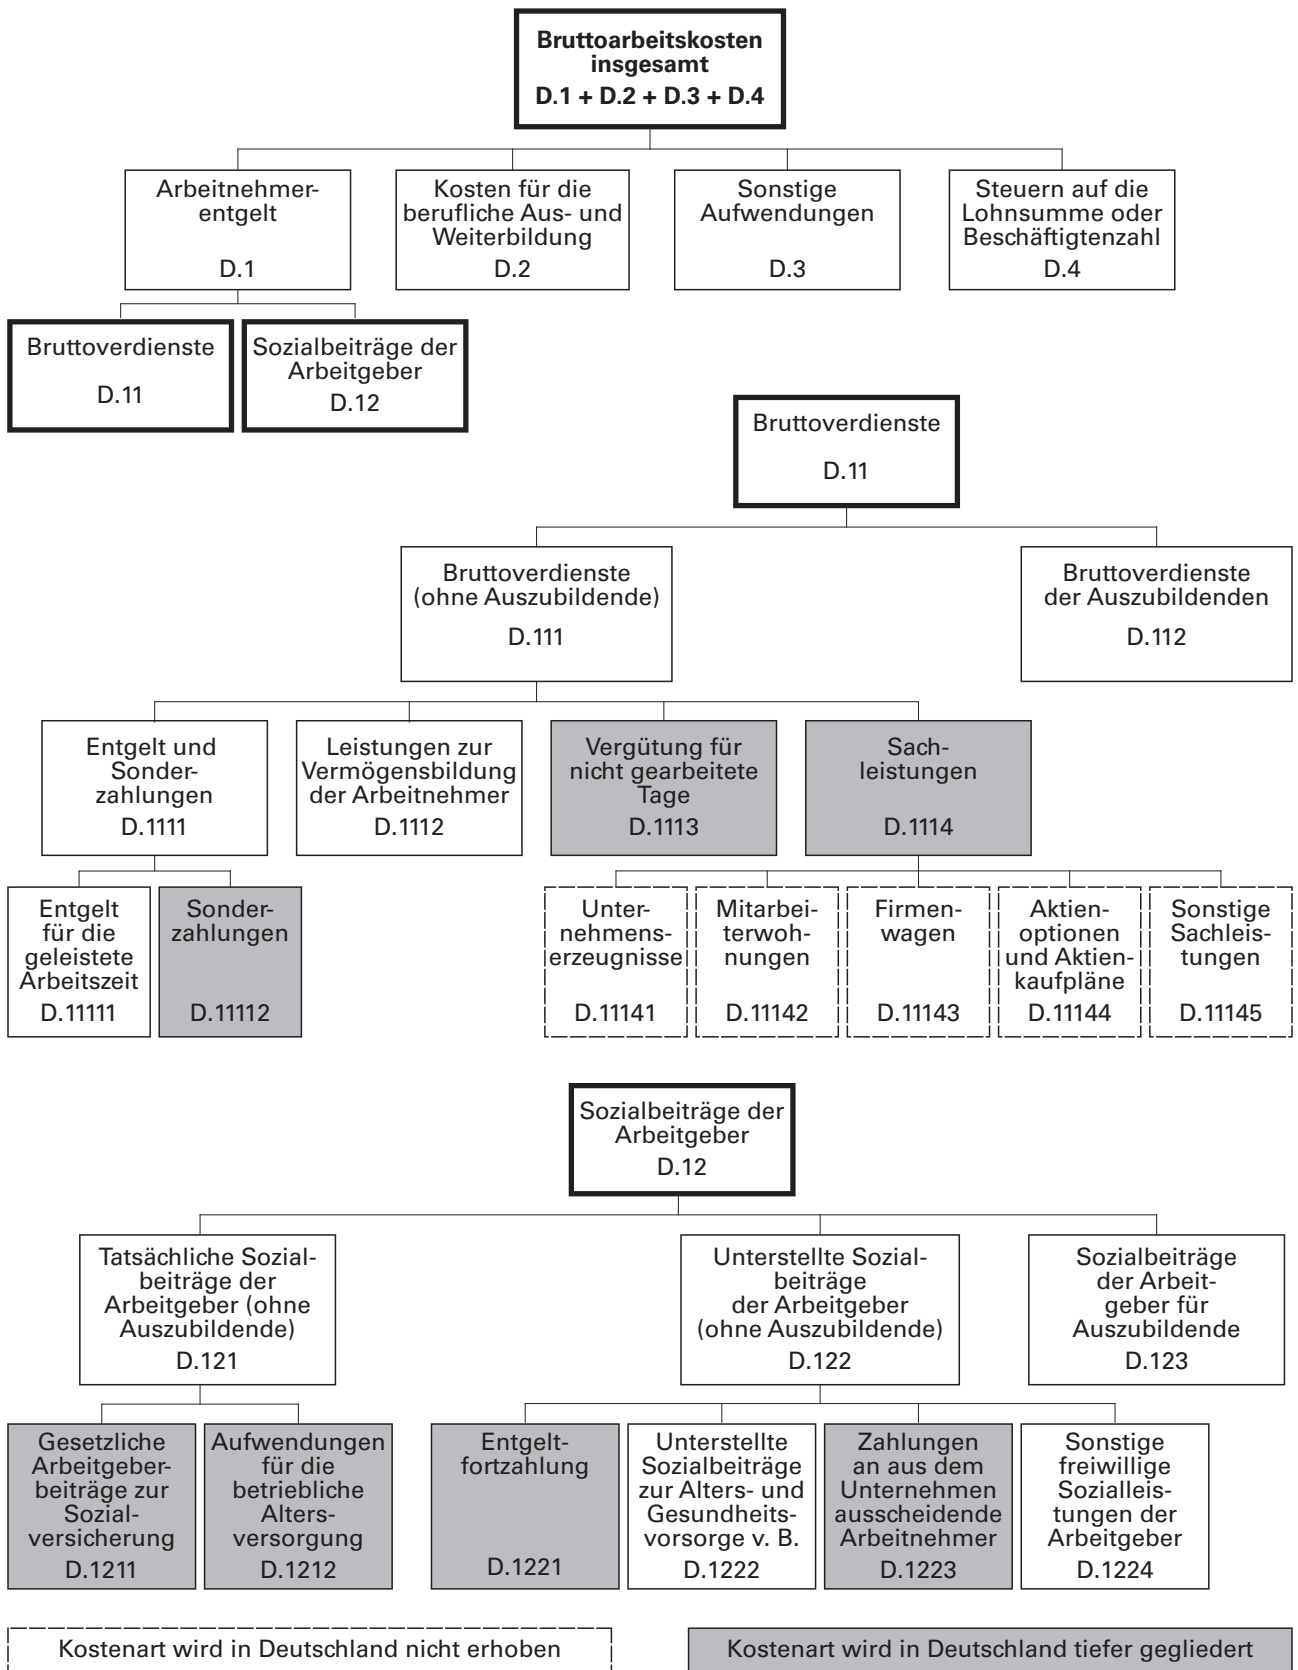 Bruttoarbeitskosten
insgesamt
D.1 + D.2 + D.3 + D.4
Arbeitnehmer-
entgelt
D.1
Kosten für die
berufliche Aus- und
Weiterbildung
D.2
Sonstige
Aufwendungen
D.3
Steuern auf die
Lohnsumme oder
Beschäftigtenzahl
D.4
Bruttoverdienste
D.11
Sozialbeiträge der
Arbeitgeber
D.12
Bruttoverdienste
D.11
Bruttoverdienste
(ohne Auszubildende)
D.111
Bruttoverdienste
der Auszubildenden
D.112
Entgelt und
Sonder-
zahlungen
D.1111
Leistungen zur
Vermögensbildung
der Arbeitnehmer
D.1112
Vergütung für
nicht gearbeitete
Tage
D.1113
Sach-
leistungen
D.1114
Entgelt
für die
geleistete
Arbeitszeit
D.11111
Sonder-
zahlungen
D.11112
Unter-
nehmens-
erzeugnisse
D.11141
Mitarbei-
terwoh-
nungen
D.11142
Firmen-
wagen
D.11143
Aktien-
optionen
und Aktien-
kaufpläne
D.11144
Sonstige
Sachleis-
tungen
D.11145
Sozialbeiträge der
Arbeitgeber
D.12
Tatsächliche Sozial-
beiträge der
Arbeitgeber (ohne
Auszubildende)
D.121
Unterstellte Sozial-
beiträge
der Arbeitgeber
(ohne Auszubildende)
D.122
Sozialbeiträge
der Arbeit-
geber für
Auszubildende
D.123
Gesetzliche
Arbeitgeber-
beiträge zur
Sozial-
versicherung
D.1211
Aufwendungen
für die
betriebliche
Alters-
versorgung
D.1212
Entgelt-
fortzahlung
D.1221
Unterstellte
Sozialbeiträge
zur Alters- und
Gesundheits-
vorsorge v. B.
D.1222
Zahlungen
an aus dem
Unternehmen
ausscheidende
Arbeitnehmer
D.1223
Sonstige
freiwillige
Sozialleis-
tungen der
Arbeitgeber
D.1224
Kostenart wird in Deutschland nicht erhoben
Kostenart wird in Deutschland tiefer gegliedert